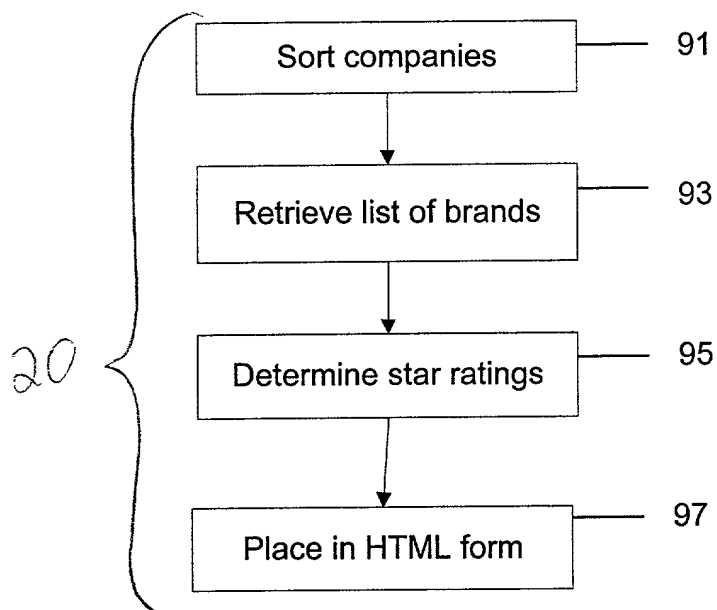 Sort companies 91
Retrieve list of brands 93
20
Determine star ratings 95
Place in HTML form 97